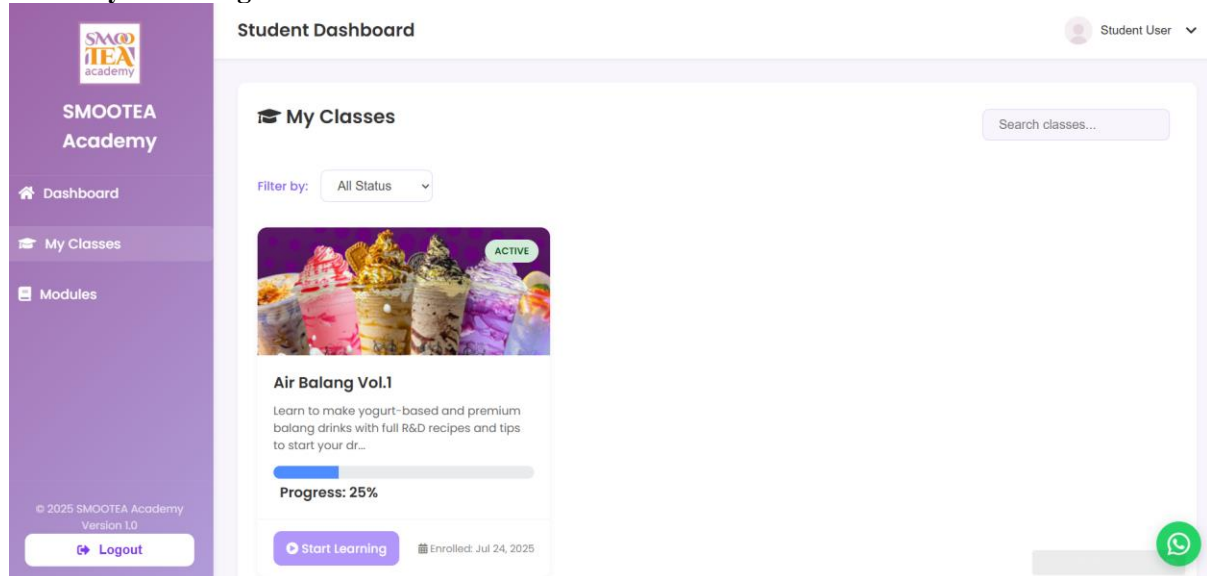 SMOO
TEA
academy
SMOOTEA
Academy
Dashboard
My Classes
Modules
© 2025 SMOOTEA Academy
Version 1.0
Logout
Student Dashboard
Student User
My Classes
Search classes...
Filter by: All Status
ACTIVE
Air Balang Vol.1
Learn to make yogurt-based and premium
balang drinks with full R&D recipes and tips
to start your dr...
Progress: 25%
Start Learning
Enrolled: Jul 24, 2025